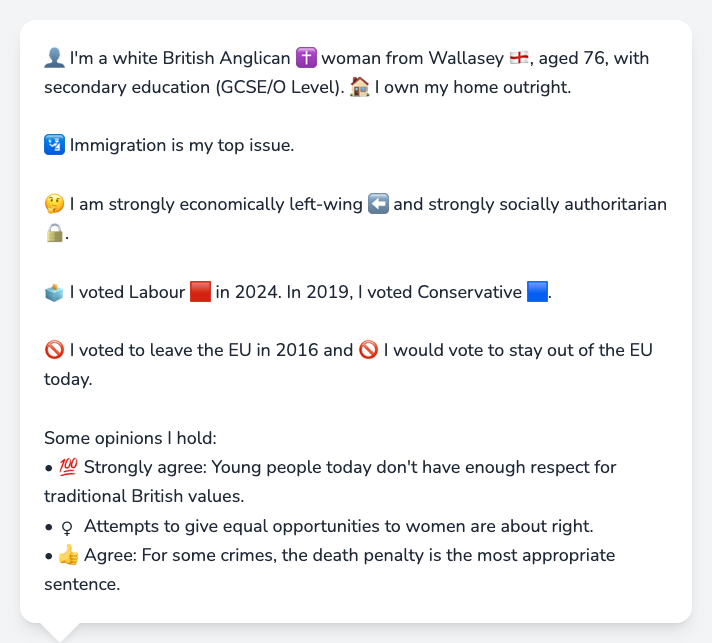 👤 I'm a white British Anglican ✝️ woman from Wallasey 🏴󠁧󠁢󠁥󠁮󠁧󠁿, aged 76, with
secondary education (GCSE/O Level). 🏠 I own my home outright.
🛂 Immigration is my top issue.
🤔 I am strongly economically left-wing ⬅️ and strongly socially authoritarian
🔒.
🗳️ I voted Labour 🟥 in 2024. In 2019, I voted Conservative 🟦.
🚫 I voted to leave the EU in 2016 and 🚫 I would vote to stay out of the EU
today.
Some opinions I hold:
• 💯 Strongly agree: Young people today don't have enough respect for
traditional British values.
• ♀ Attempts to give equal opportunities to women are about right.
• 👍 Agree: For some crimes, the death penalty is the most appropriate
sentence.